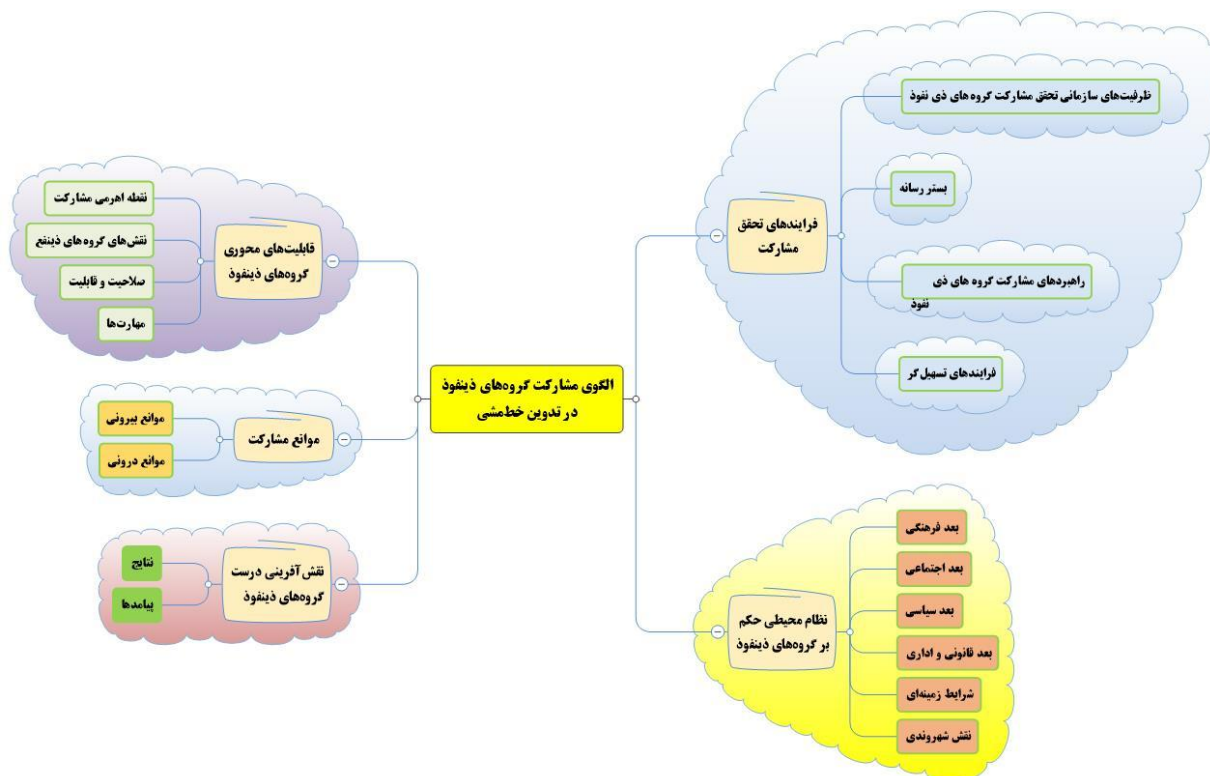 الگوی مشارکت گروه‌های ذینفوذ
در تدوین خط‌مشی
فرایندهای تحقق
مشارکت
ظرفیت‌های سازمانی تحقق مشارکت گروه های ذی نفوذ
بستر رسانه
راهبردهای مشارکت گروه های ذی
نفوذ
فرایندهای تسهیل‌گر
نظام محیطی حکم
بر گروه‌های ذینفوذ
بعد فرهنگی
بعد اجتماعی
بعد سیاسی
بعد قانونی و اداری
شرایط زمینه‌ای
نقش شهروندی
قابلیت‌های محوری
گروه‌های ذینفوذ
نقطه اهرمی مشارکت
نقش‌های گروه های ذینفع
صلاحیت و قابلیت
مهارت‌ها
موانع مشارکت
موانع بیرونی
موانع درونی
نقش‌آفرینی درست
گروه‌های ذینفوذ
نتایج
پیامدها